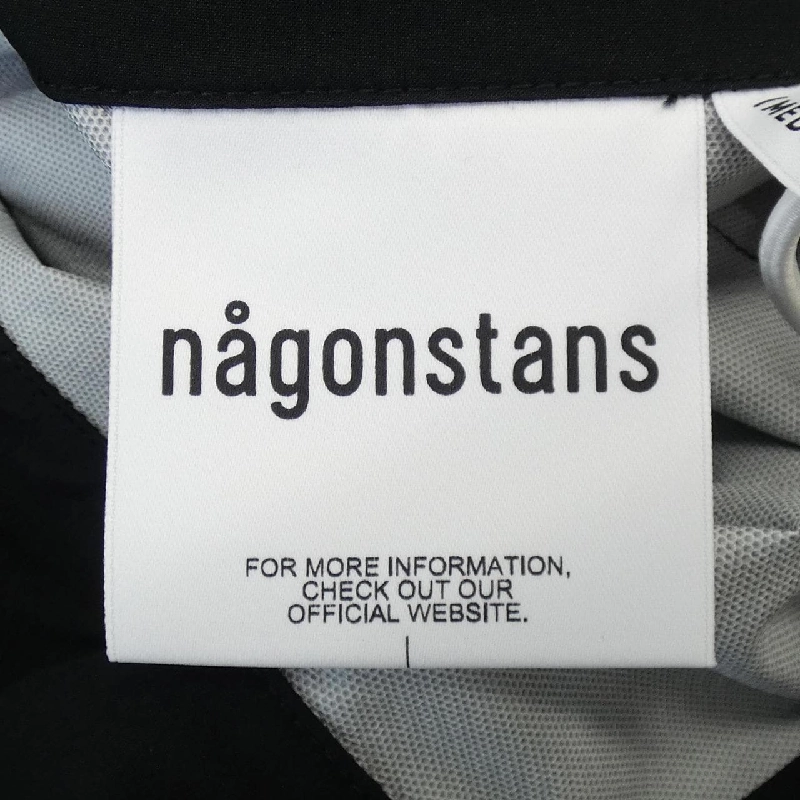 någonstans
FOR MORE INFORMATION,
CHECK OUT OUR
OFFICIAL WEBSITE.